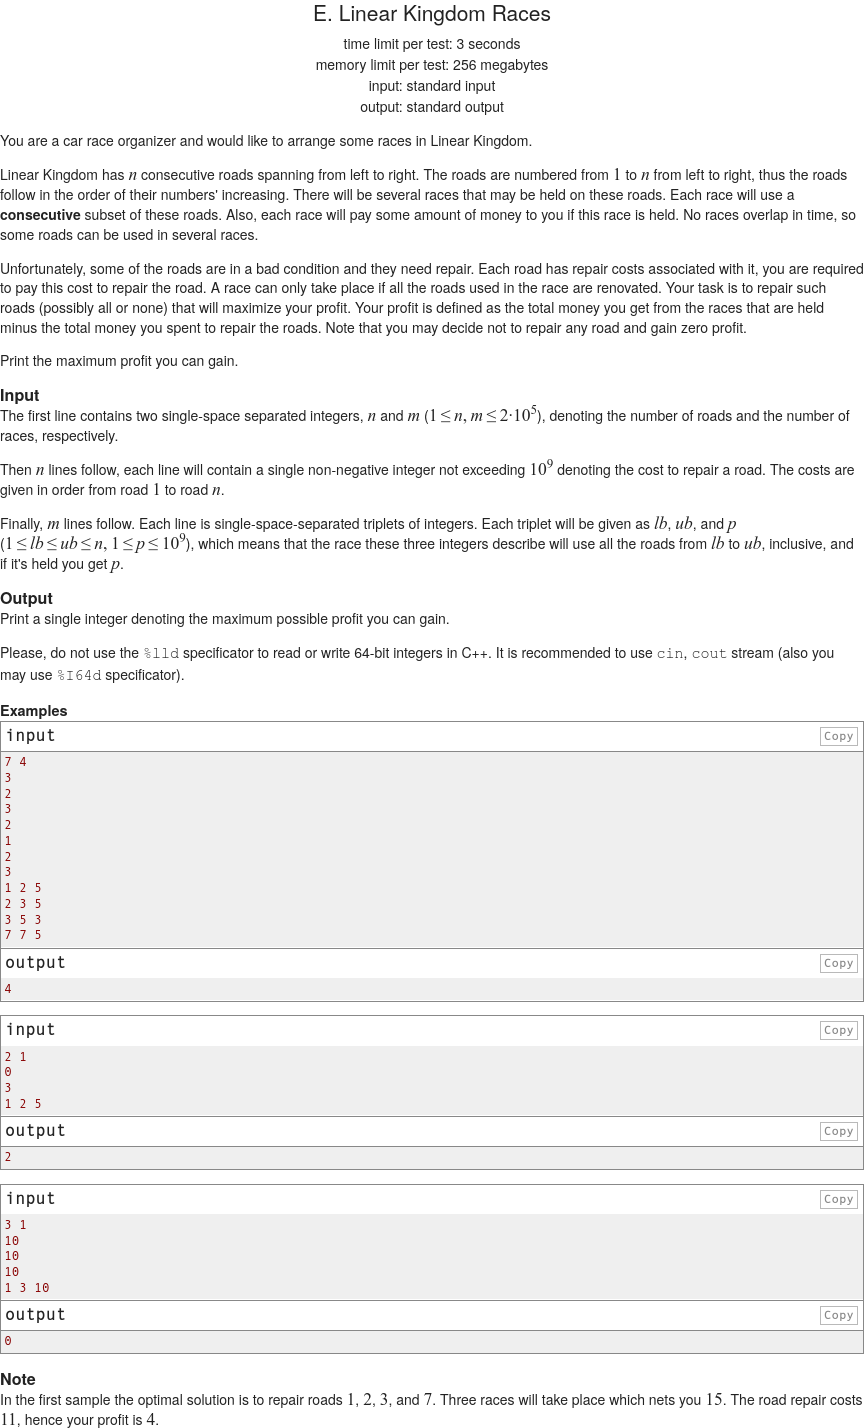 E. Linear Kingdom Races
time limit per test: 3 seconds
memory limit per test: 256 megabytes
input: standard input
output: standard output
You are a car race organizer and would like to arrange some races in Linear Kingdom.
Linear Kingdom has n consecutive roads spanning from left to right. The roads are numbered from 1 to n from left to right, thus the roads
follow in the order of their numbers' increasing. There will be several races that may be held on these roads. Each race will use a
consecutive subset of these roads. Also, each race will pay some amount of money to you if this race is held. No races overlap in time, so
some roads can be used in several races.
Unfortunately, some of the roads are in a bad condition and they need repair. Each road has repair costs associated with it, you are required
to pay this cost to repair the road. A race can only take place if all the roads used in the race are renovated. Your task is to repair such
roads (possibly all or none) that will maximize your profit. Your profit is defined as the total money you get from the races that are held
minus the total money you spent to repair the roads. Note that you may decide not to repair any road and gain zero profit.
Print the maximum profit you can gain.
Input
The first line contains two single-space separated integers, n and m (1 ≤ n, m ≤ 2·10^5), denoting the number of roads and the number of
races, respectively.
Then n lines follow, each line will contain a single non-negative integer not exceeding 10^9 denoting the cost to repair a road. The costs are
given in order from road 1 to road n.
Finally, m lines follow. Each line is single-space-separated triplets of integers. Each triplet will be given as lb, ub, and p
(1 ≤ lb ≤ ub ≤ n, 1 ≤ p ≤ 10^9), which means that the race these three integers describe will use all the roads from lb to ub, inclusive, and
if it's held you get p.
Output
Print a single integer denoting the maximum possible profit you can gain.
Please, do not use the %lld specificator to read or write 64-bit integers in C++. It is recommended to use cin, cout stream (also you
may use %I64d specificator).
Examples
input Copy
7 4
3
2
3
2
1
2
3
1 2 5
2 3 5
3 5 3
7 7 5
output Copy
4
input Copy
2 1
0
3
1 2 5
output Copy
2
input Copy
3 1
10
10
10
1 3 10
output Copy
0
Note
In the first sample the optimal solution is to repair roads 1, 2, 3, and 7. Three races will take place which nets you 15. The road repair costs
11, hence your profit is 4.